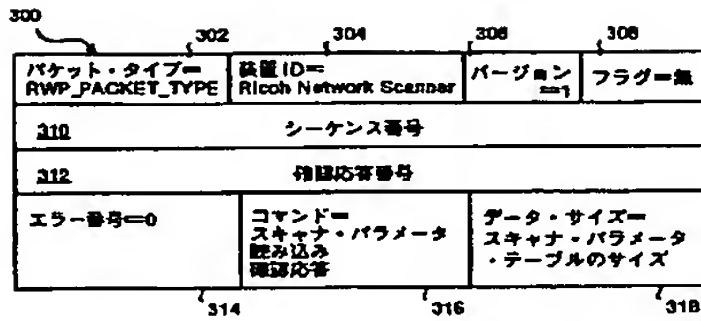 300
302
304
306
308
パケット・タイプ=
RWP_PACKET_TYPE
装置ID=
Ricoh Network Scanner
バージョン
=1
フラグ=無
310
シーケンス番号
312
確認応答番号
エラー番号=0
コマンド=
スキャナ・パラメータ
読み込み
確認応答
データ・サイズ=
スキャナ・パラメータ
・テーブルのサイズ
314
316
318